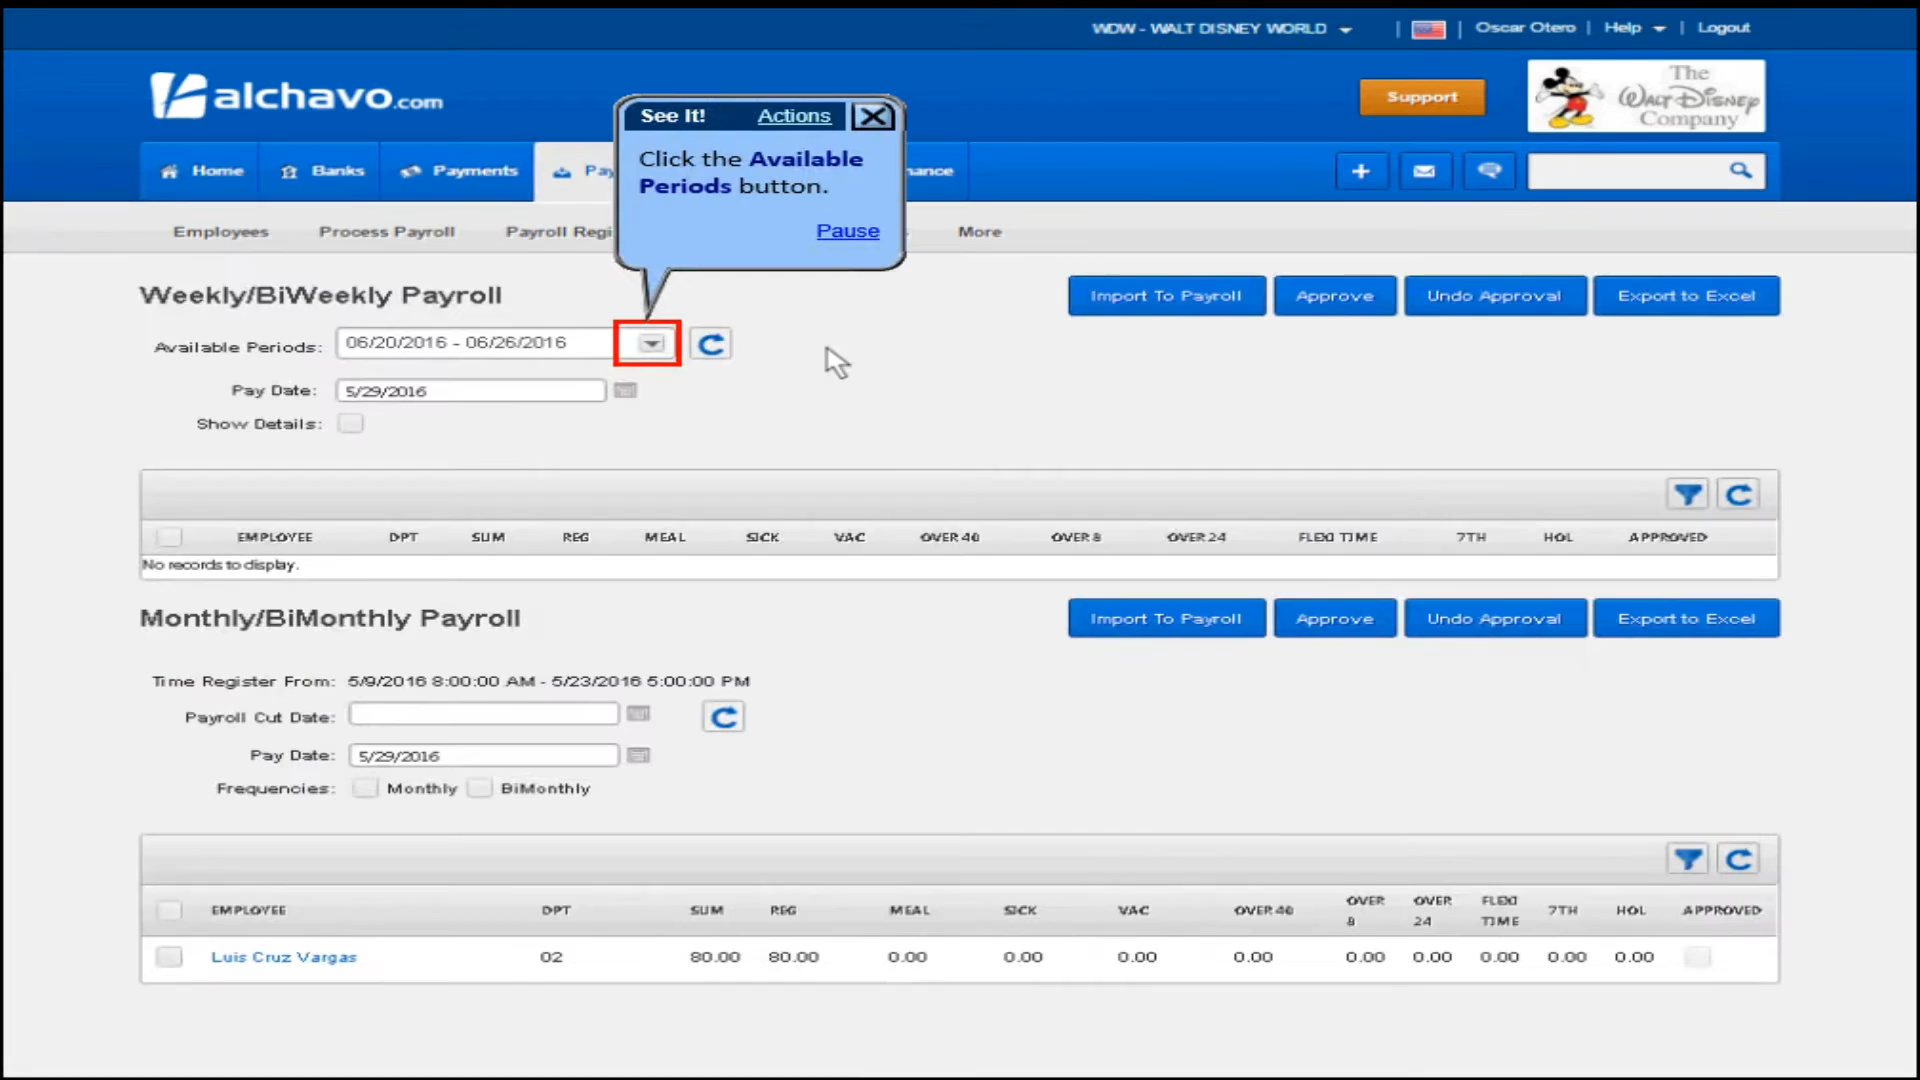 WDW - WALT DISNEY WORLD | | Oscar Otero | Help | Logout
alchavo.com
Support
The
Walt Disney
Company
See It! Actions
Click the Available
Periods button.
Pause
Home Banks Payments
Employees Process Payroll More
Weekly/BiWeekly Payroll
Import To Payroll Approve Undo Approval Export to Excel
Available Periods: 06/20/2016 - 06/26/2016
Pay Date: 5/29/2016
Show Details:
EMPLOYEE DPT SUM REG MEAL SICK VAC OVER 40 OVER 8 OVER 24 FLEXI TIME 7TH HOL APPROVED
No records to display.
Monthly/BiMonthly Payroll
Import To Payroll Approve Undo Approval Export to Excel
Time Register From: 5/9/2016 8:00:00 AM - 5/23/2016 5:00:00 PM
Payroll Cut Date:
Pay Date: 5/29/2016
Frequencies: Monthly BiMonthly
EMPLOYEE DPT SUM REG MEAL SICK VAC OVER 40 OVER 8 OVER 24 FLEXI TIME 7TH HOL APPROVED
Luis Cruz Vargas 02 80.00 80.00 0.00 0.00 0.00 0.00 0.00 0.00 0.00 0.00 0.00